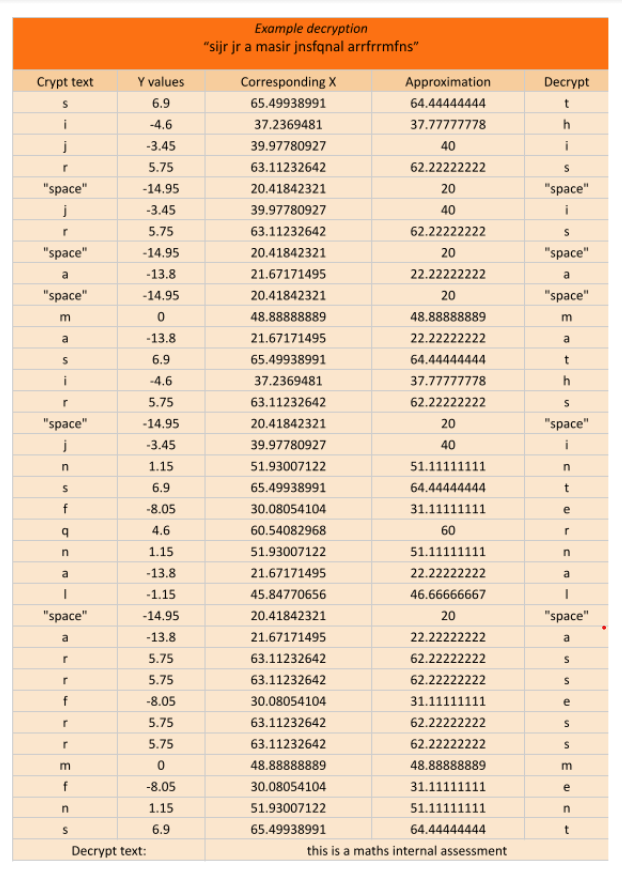 Example decryption
“sijr jr a masir jnsfqnal arrfrrmfns”
Crypt text Y values Corresponding X Approximation Decrypt
s 6.9 65.49938991 64.44444444 t
i -4.6 37.2369481 37.77777778 h
j -3.45 39.97780927 40 i
r 5.75 63.11232642 62.22222222 s
"space" -14.95 20.41842321 20 "space"
j -3.45 39.97780927 40 i
r 5.75 63.11232642 62.22222222 s
"space" -14.95 20.41842321 20 "space"
a -13.8 21.67171495 22.22222222 a
"space" -14.95 20.41842321 20 "space"
m 0 48.88888889 48.88888889 m
a -13.8 21.67171495 22.22222222 a
s 6.9 65.49938991 64.44444444 t
i -4.6 37.2369481 37.77777778 h
r 5.75 63.11232642 62.22222222 s
"space" -14.95 20.41842321 20 "space"
j -3.45 39.97780927 40 i
n 1.15 51.93007122 51.11111111 n
s 6.9 65.49938991 64.44444444 t
f -8.05 30.08054104 31.11111111 e
q 4.6 60.54082968 60 r
n 1.15 51.93007122 51.11111111 n
a -13.8 21.67171495 22.22222222 a
l -1.15 45.84770656 46.66666667 l
"space" -14.95 20.41842321 20 "space"
a -13.8 21.67171495 22.22222222 a
r 5.75 63.11232642 62.22222222 s
r 5.75 63.11232642 62.22222222 s
f -8.05 30.08054104 31.11111111 e
r 5.75 63.11232642 62.22222222 s
r 5.75 63.11232642 62.22222222 s
m 0 48.88888889 48.88888889 m
f -8.05 30.08054104 31.11111111 e
n 1.15 51.93007122 51.11111111 n
s 6.9 65.49938991 64.44444444 t
Decrypt text: this is a maths internal assessment